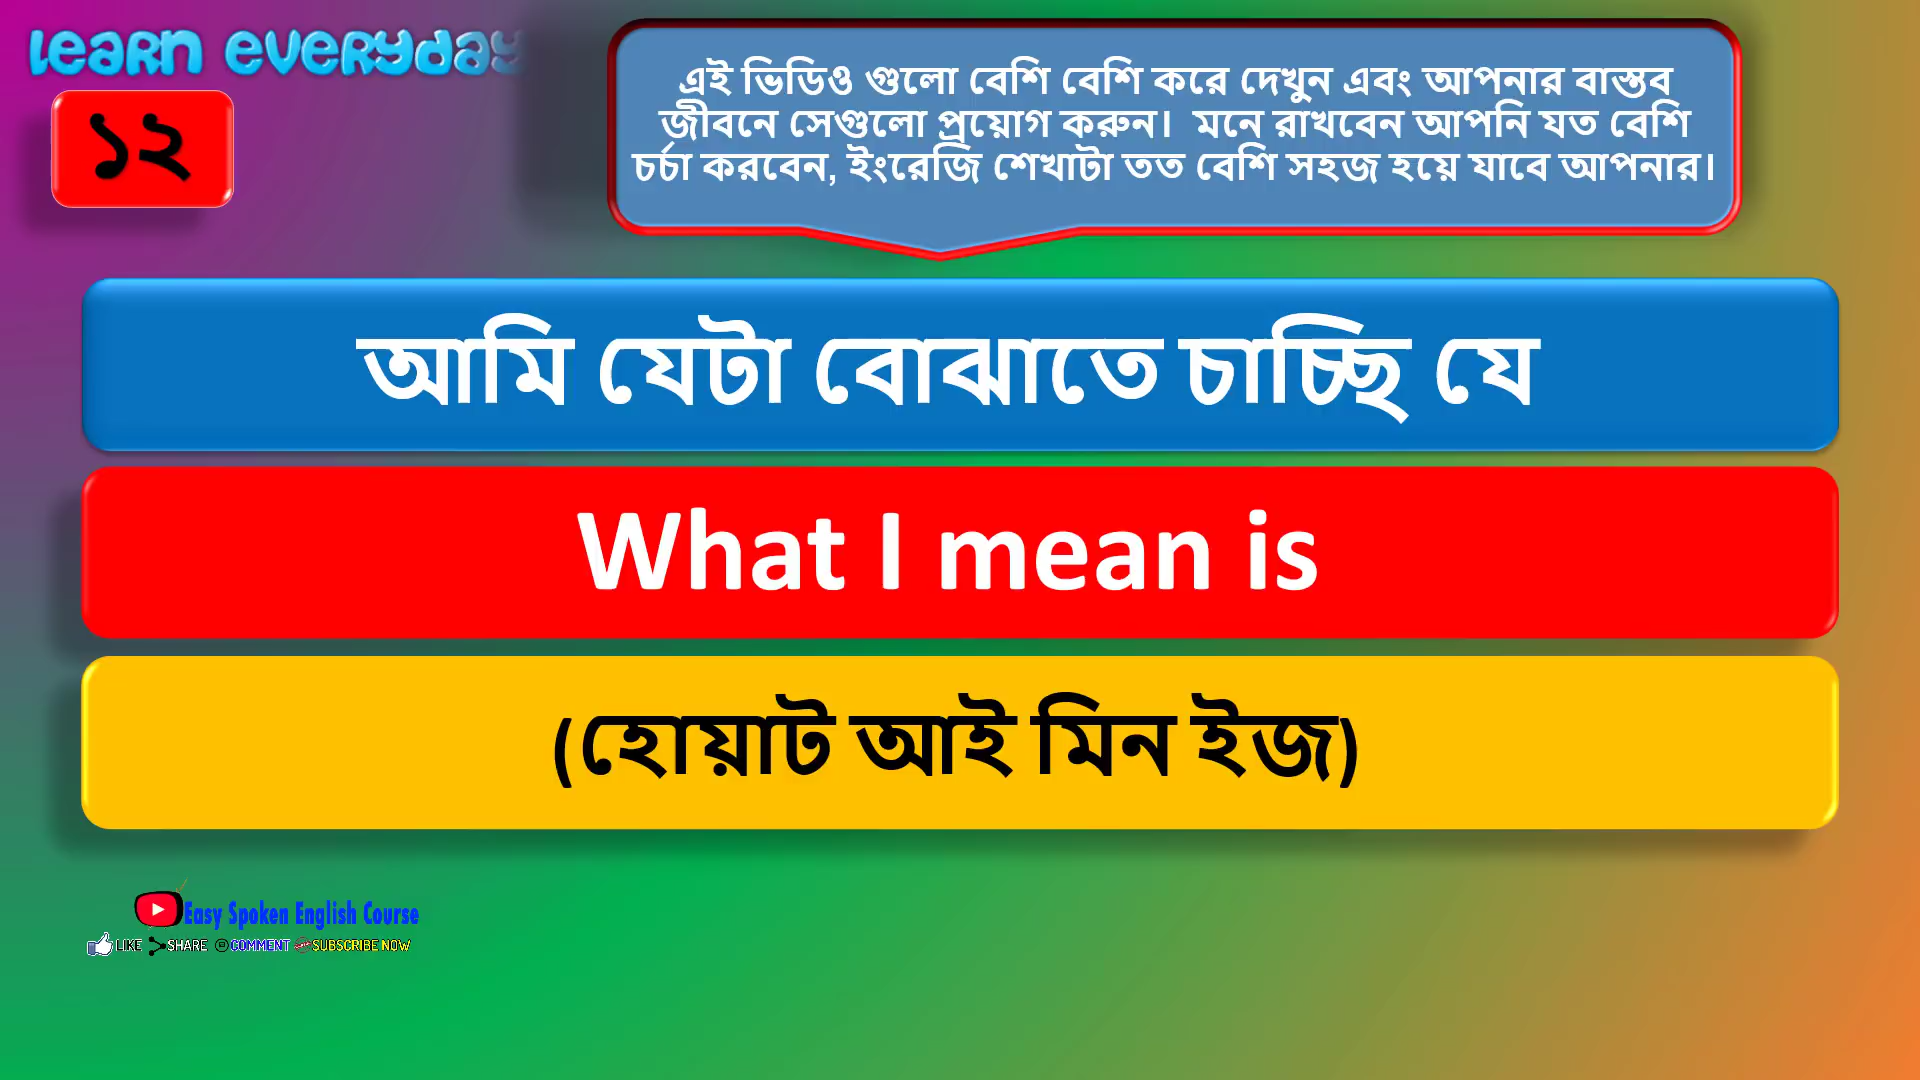 Learn Everyday
১২
এই ভিডিও গুলো বেশি বেশি করে দেখুন এবং আপনার বাস্তব
জীবনে সেগুলো প্রয়োগ করুন। মনে রাখবেন আপনি যত বেশি
চর্চা করবেন, ইংরেজি শেখাটা তত বেশি সহজ হয়ে যাবে আপনার।
আমি যেটা বোঝাতে চাচ্ছি যে
What I mean is
(হোয়াট আই মিন ইজ)
Easy Spoken English Course
LIKE SHARE COMMENT SUBSCRIBE NOW